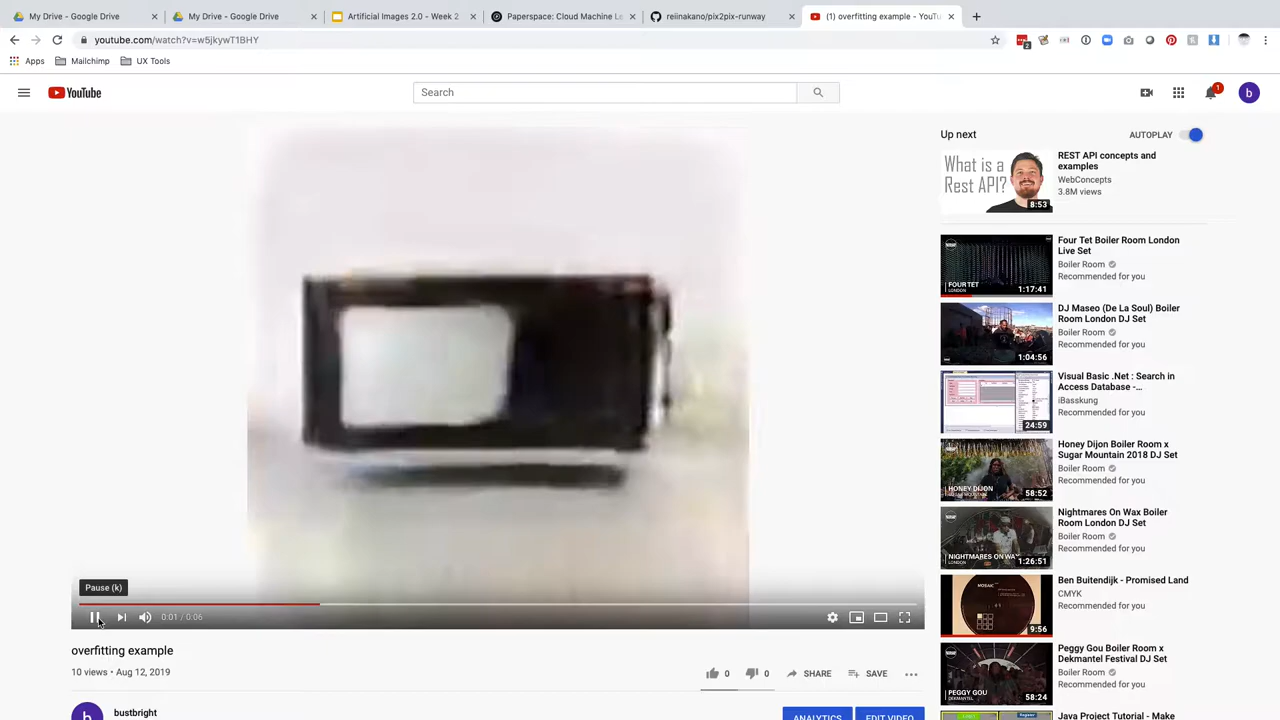 My Drive - Google Drive
My Drive - Google Drive
Artificial Images 2.0 - Week 2
Paperspace: Cloud Machine Le
reiinakano/pix2pix-runway
(1) overfitting example - YouTu
youtube.com/watch?v=w5jkywT1BHY
2
Apps
Mailchimp
UX Tools
YouTube
Search
1
b
Up next
AUTOPLAY
What is a
Rest API?
8:53
REST API concepts and
examples
WebConcepts
3.8M views
FOUR TET
LONDON
1:17:41
Four Tet Boiler Room London
Live Set
Boiler Room
Recommended for you
1:04:56
DJ Maseo (De La Soul) Boiler
Room London DJ Set
Boiler Room
Recommended for you
24:59
Visual Basic .Net : Search in
Access Database -...
iBasskung
Recommended for you
HONEY DIJON
58:52
Honey Dijon Boiler Room x
Sugar Mountain 2018 DJ Set
Boiler Room
Recommended for you
NIGHTMARES ON WAX
LONDON
1:26:51
Nightmares On Wax Boiler
Room London DJ Set
Boiler Room
Recommended for you
MOSAIC
9:56
Ben Buitendijk - Promised Land
CMYK
Recommended for you
PEGGY GOU
DEKMANTEL
58:24
Peggy Gou Boiler Room x
Dekmantel Festival DJ Set
Boiler Room
Recommended for you
Java Project Tutorial - Make
Pause (k)
0:01 / 0:06
overfitting example
10 views • Aug 12, 2019
0
0
SHARE
SAVE
b
bustbright
ANALYTICS
EDIT VIDEO